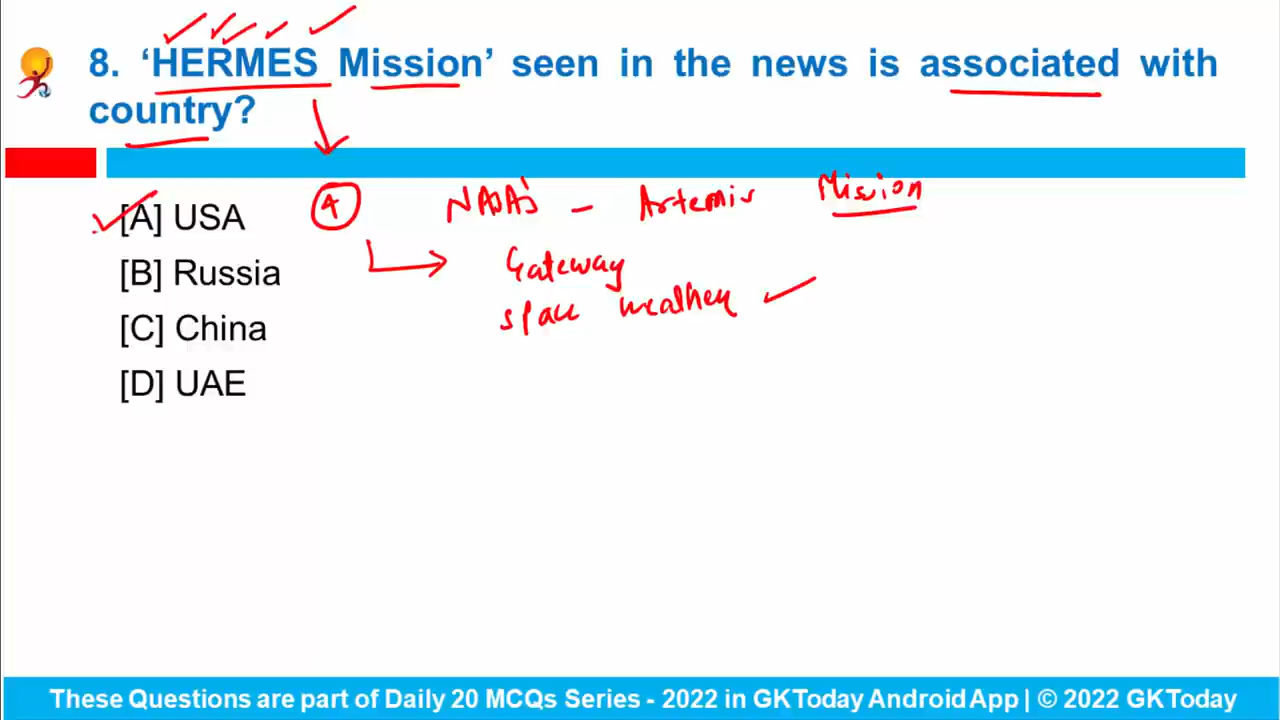 8. ‘HERMES Mission’ seen in the news is associated with
country?
[A] USA
4 NASA's - Artemis Mission
Gateway
[B] Russia
space weather
[C] China
[D] UAE
These Questions are part of Daily 20 MCQs Series - 2022 in GKToday Android App | © 2022 GKToday